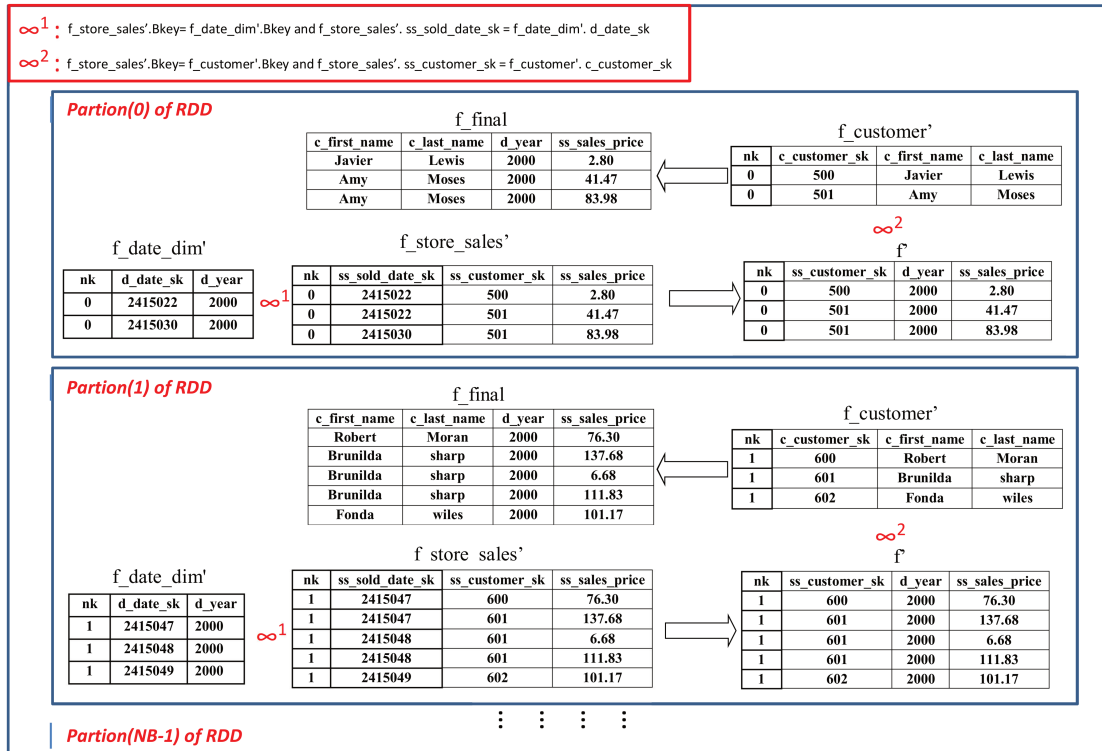 ∞1 : f_store_sales’.Bkey= f_date_dim'.Bkey and f_store_sales’. ss_sold_date_sk = f_date_dim'. d_date_sk
∞2 : f_store_sales’.Bkey= f_customer'.Bkey and f_store_sales’. ss_customer_sk = f_customer'. c_customer_sk
Partion(0) of RDD
f_final
c_first_name c_last_name d_year ss_sales_price
Javier Lewis 2000 2.80
Amy Moses 2000 41.47
Amy Moses 2000 83.98
f_customer’
nk c_customer_sk c_first_name c_last_name
0 500 Javier Lewis
0 501 Amy Moses
∞2
f_date_dim'
nk d_date_sk d_year
0 2415022 2000
0 2415030 2000
∞1
f_store_sales’
nk ss_sold_date_sk ss_customer_sk ss_sales_price
0 2415022 500 2.80
0 2415022 501 41.47
0 2415030 501 83.98
f’
nk ss_customer_sk d_year ss_sales_price
0 500 2000 2.80
0 501 2000 41.47
0 501 2000 83.98
Partion(1) of RDD
f_final
c_first_name c_last_name d_year ss_sales_price
Robert Moran 2000 76.30
Brunilda sharp 2000 137.68
Brunilda sharp 2000 6.68
Brunilda sharp 2000 111.83
Fonda wiles 2000 101.17
f_customer’
nk c_customer_sk c_first_name c_last_name
1 600 Robert Moran
1 601 Brunilda sharp
1 602 Fonda wiles
∞2
f_date_dim'
nk d_date_sk d_year
1 2415047 2000
1 2415048 2000
1 2415049 2000
∞1
f_store_sales’
nk ss_sold_date_sk ss_customer_sk ss_sales_price
1 2415047 600 76.30
1 2415047 601 137.68
1 2415048 601 6.68
1 2415048 601 111.83
1 2415049 602 101.17
f’
nk ss_customer_sk d_year ss_sales_price
1 600 2000 76.30
1 601 2000 137.68
1 601 2000 6.68
1 601 2000 111.83
1 602 2000 101.17
Partion(NB-1) of RDD